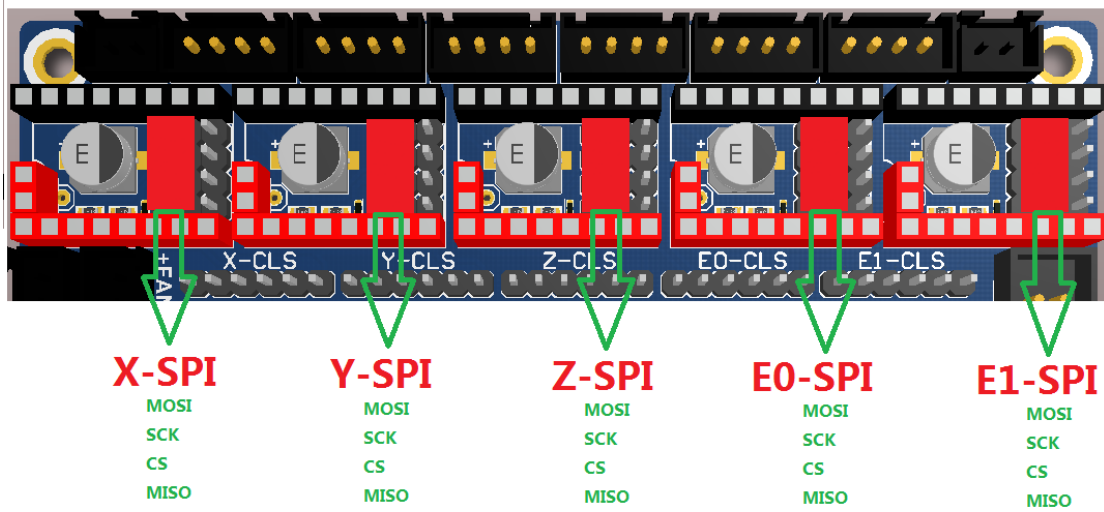 E E E E E
+ + + + +
X-CLS Y-CLS Z-CLS E0-CLS E1-CLS
+FAN
X-SPI Y-SPI Z-SPI E0-SPI E1-SPI
MOSI MOSI MOSI MOSI MOSI
SCK SCK SCK SCK SCK
CS CS CS CS CS
MISO MISO MISO MISO MISO